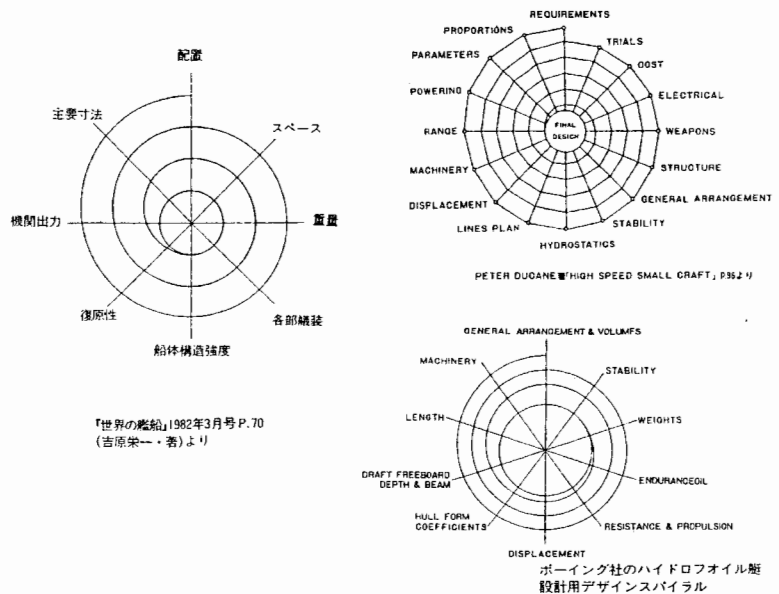 配置
主要寸法
スペース
機関出力
重量
復原性
各部艤装
船体構造強度
『世界の艦船』1982年3月号 P.70
(吉原栄一・著)より
REQUIREMENTS
PROPORTIONS
TRIALS
PARAMETERS
COST
POWERING
ELECTRICAL
FINAL
DESIGN
RANGE
WEAPONS
MACHINERY
STRUCTURE
DISPLACEMENT
GENERAL ARRANGEMENT
LINES PLAN
STABILITY
HYDROSTATICS
PETER DUCANE著「HIGH SPEED SMALL CRAFT」P.96より
GENERAL ARRANGEMENT & VOLUMES
MACHINERY
STABILITY
LENGTH
WEIGHTS
DRAFT FREEBOARD
DEPTH & BEAM
ENDURANCEOIL
HULL FORM
COEFFICIENTS
RESISTANCE & PROPULSION
DISPLACEMENT
ボーイング社のハイドロフオイル艇
設計用デザインスパイラル